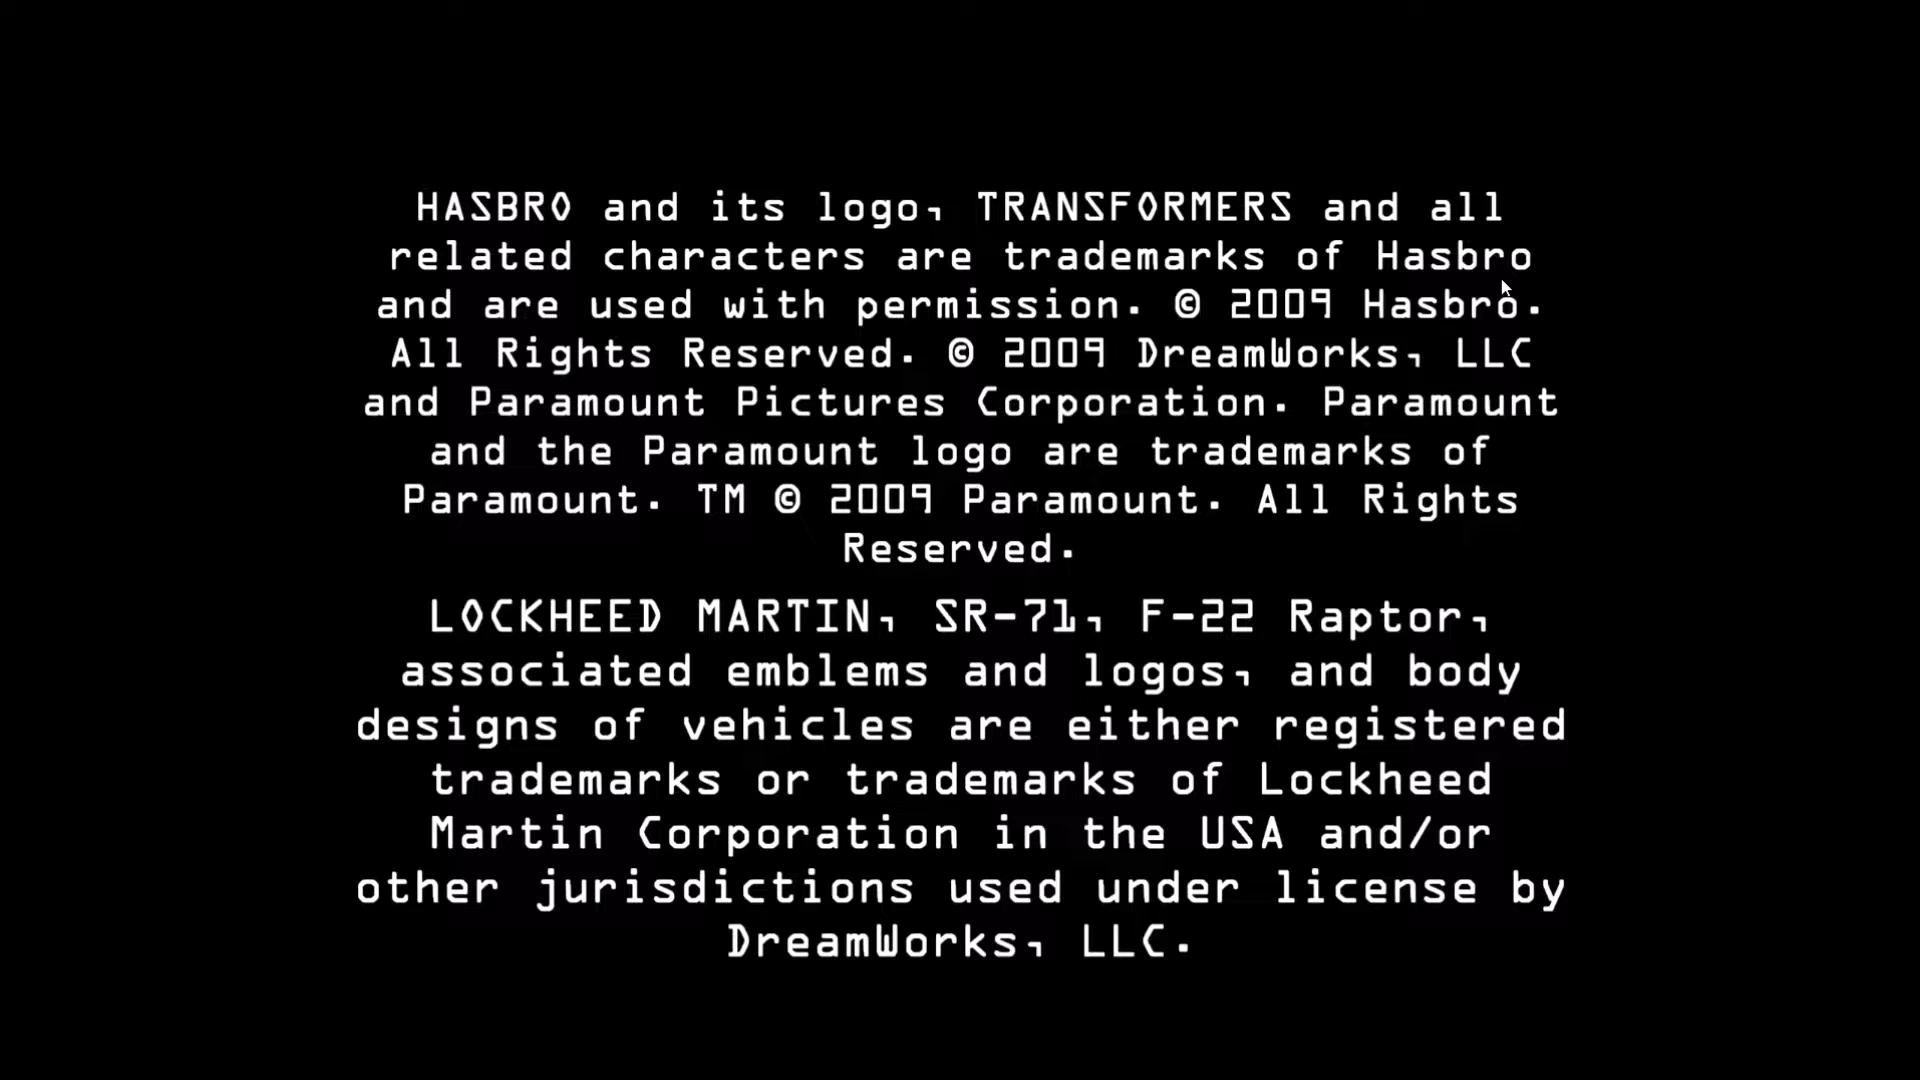 HASBRO and its logo, TRANSFORMERS and all
related characters are trademarks of Hasbro
and are used with permission. © 2009 Hasbro.
All Rights Reserved. © 2009 DreamWorks, LLC
and Paramount Pictures Corporation. Paramount
and the Paramount logo are trademarks of
Paramount. TM © 2009 Paramount. All Rights
Reserved.
LOCKHEED MARTIN, SR-71, F-22 Raptor,
associated emblems and logos, and body
designs of vehicles are either registered
trademarks or trademarks of Lockheed
Martin Corporation in the USA and/or
other jurisdictions used under license by
DreamWorks, LLC.